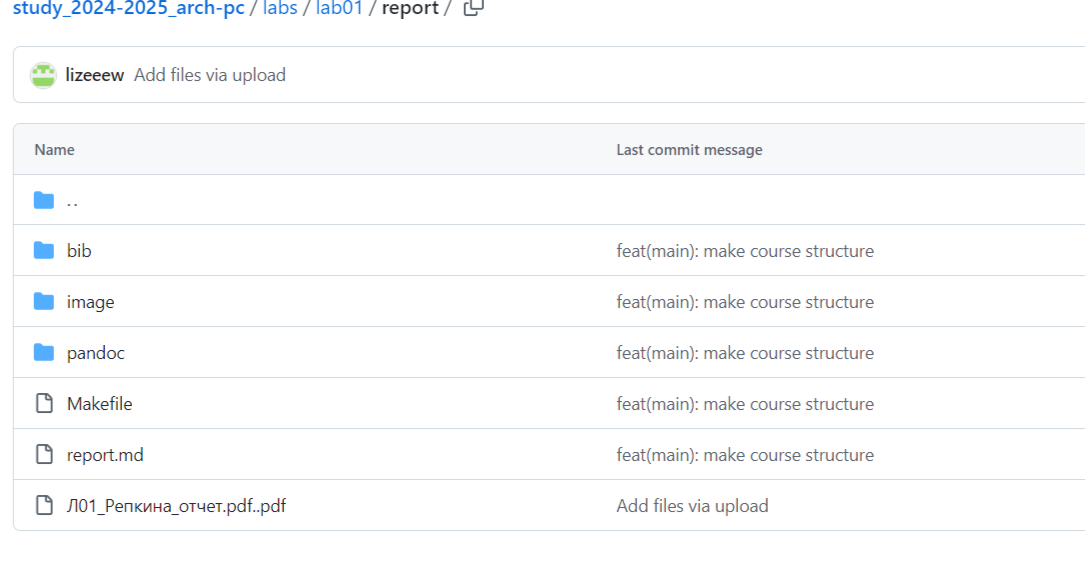 study_2024-2025_arch-pc / labs / lab01 / report /
lizeeew Add files via upload
Name Last commit message
..
bib feat(main): make course structure
image feat(main): make course structure
pandoc feat(main): make course structure
Makefile feat(main): make course structure
report.md feat(main): make course structure
Л01_Репкина_отчет.pdf..pdf Add files via upload